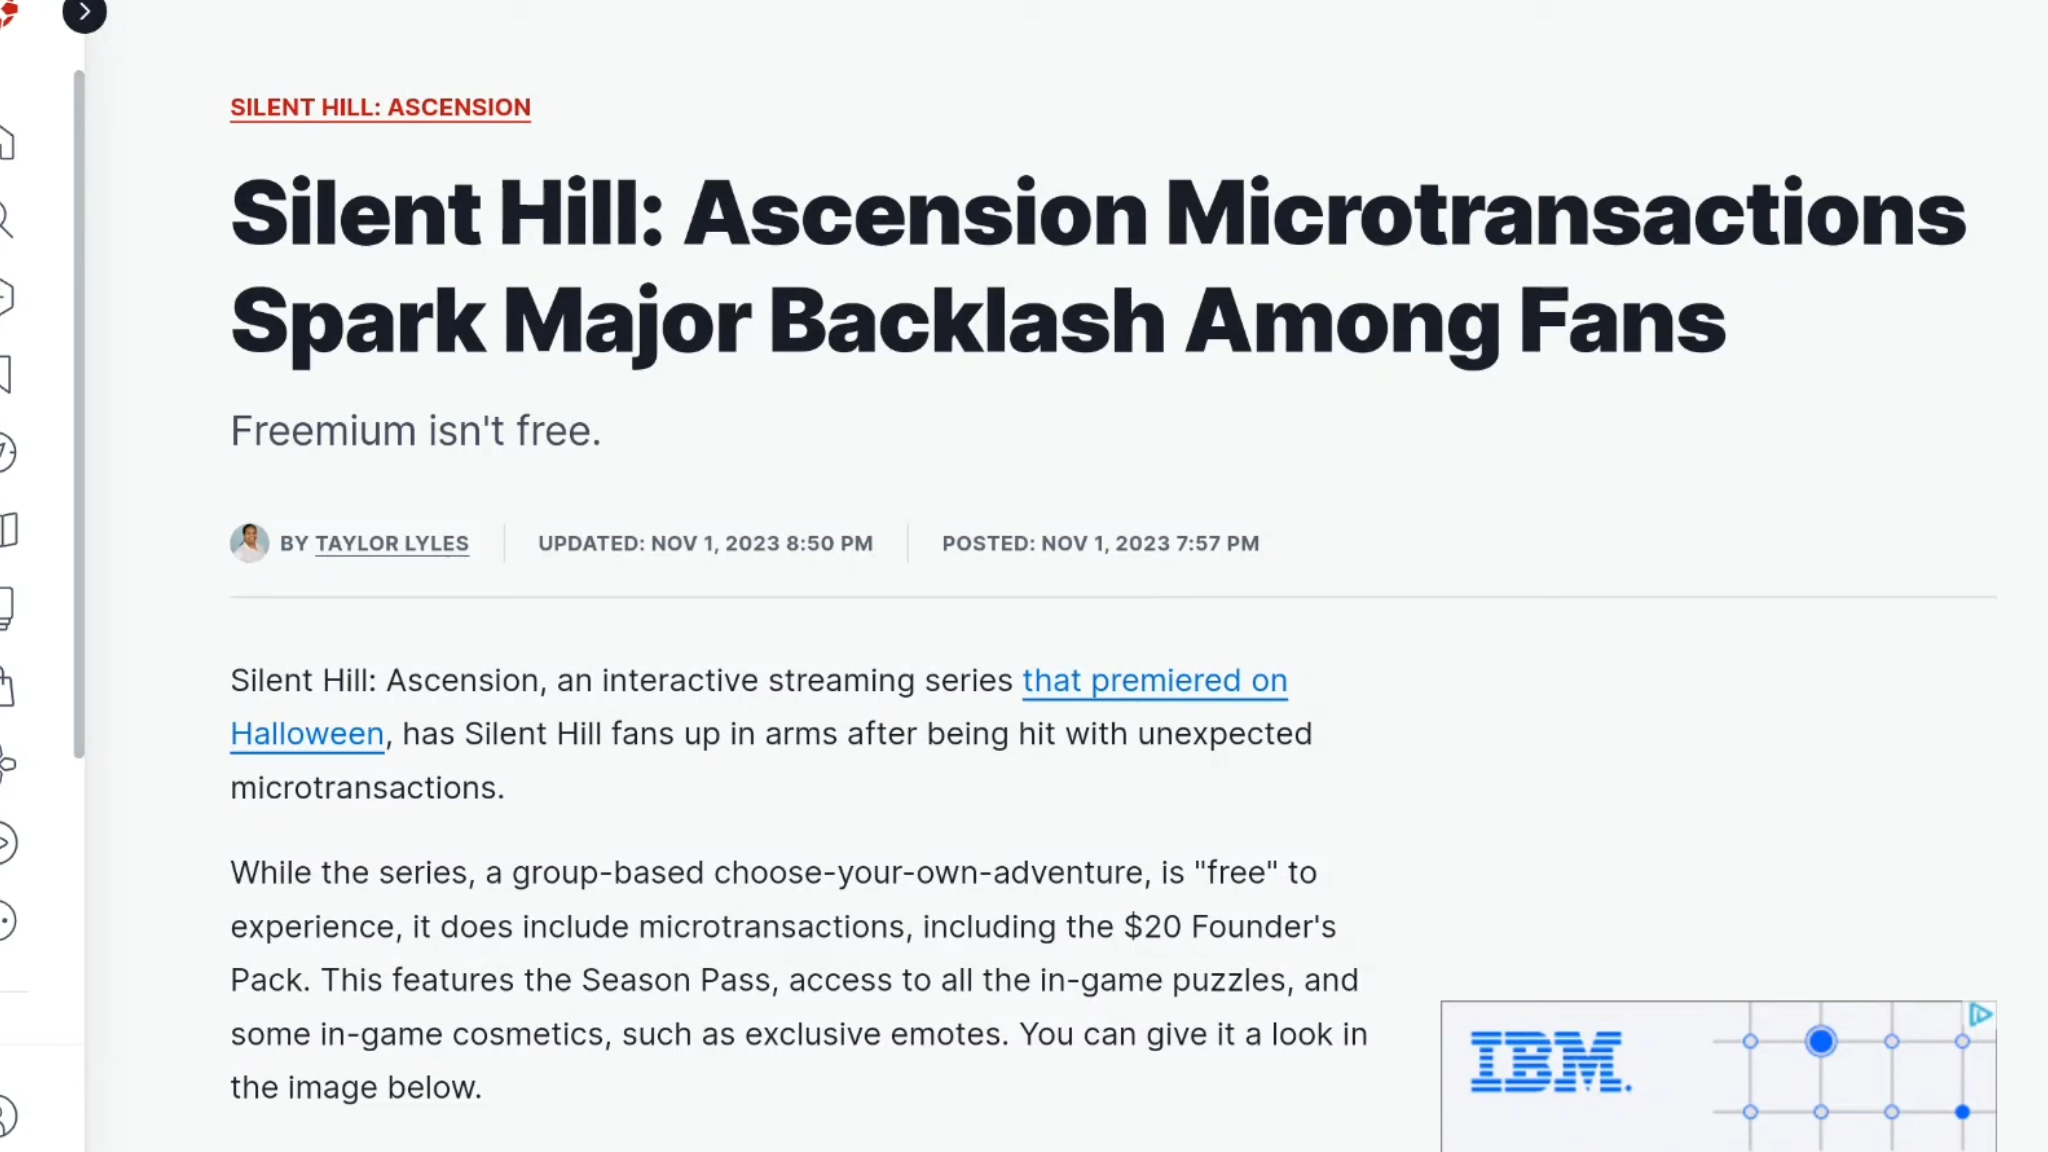 SILENT HILL: ASCENSION
Silent Hill: Ascension Microtransactions
Spark Major Backlash Among Fans
Freemium isn't free.
BY TAYLOR LYLES
UPDATED: NOV 1, 2023 8:50 PM
POSTED: NOV 1, 2023 7:57 PM
Silent Hill: Ascension, an interactive streaming series that premiered on
Halloween, has Silent Hill fans up in arms after being hit with unexpected
microtransactions.
While the series, a group-based choose-your-own-adventure, is "free" to
experience, it does include microtransactions, including the $20 Founder's
Pack. This features the Season Pass, access to all the in-game puzzles, and
some in-game cosmetics, such as exclusive emotes. You can give it a look in
the image below.
IBM.